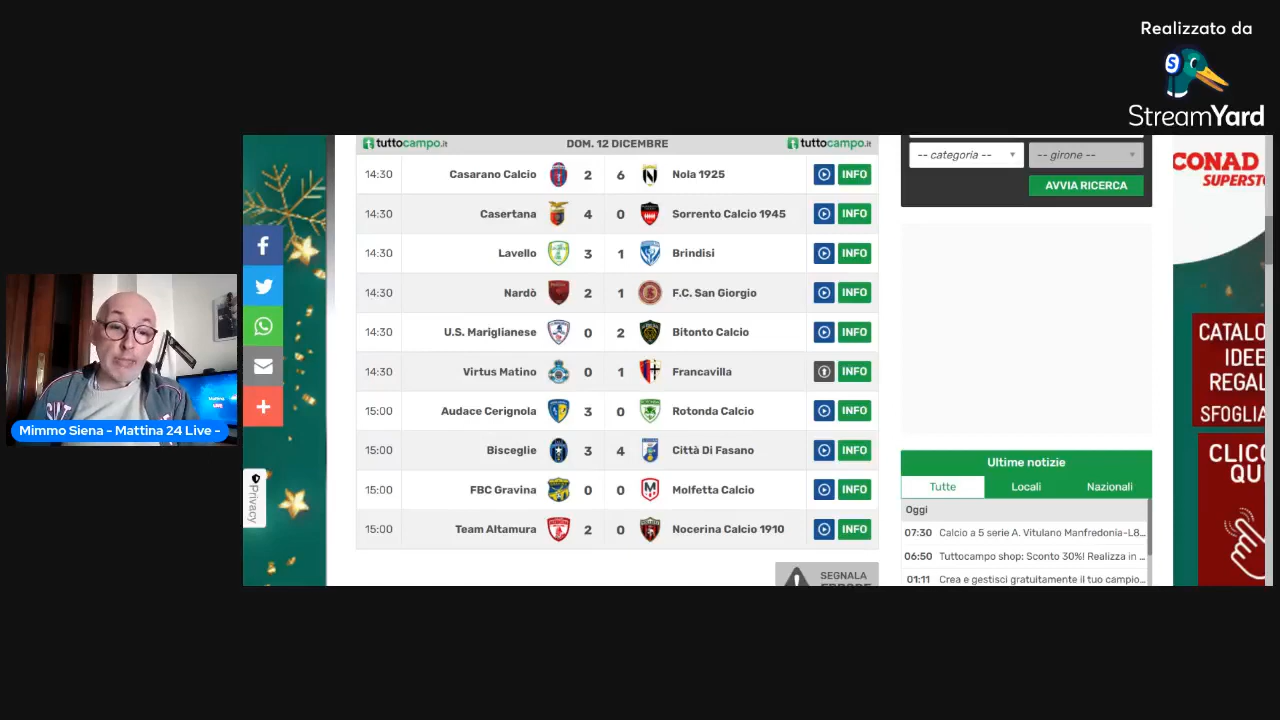 Realizzato da
StreamYard
tuttocampo.it DOM. 12 DICEMBRE tuttocampo.it
14:30 Casarano Calcio 2 6 Nola 1925 INFO
14:30 Casertana 4 0 Sorrento Calcio 1945 INFO
14:30 Lavello 3 1 Brindisi INFO
14:30 Nardò 2 1 F.C. San Giorgio INFO
14:30 U.S. Mariglianese 0 2 Bitonto Calcio INFO
14:30 Virtus Matino 0 1 Francavilla INFO
15:00 Audace Cerignola 3 0 Rotonda Calcio INFO
15:00 Bisceglie 3 4 Città Di Fasano INFO
15:00 FBC Gravina 0 0 Molfetta Calcio INFO
15:00 Team Altamura 2 0 Nocerina Calcio 1910 INFO
SEGNALA
ERRORE
-- categoria -- -- girone --
AVVIA RICERCA
Ultime notizie
Tutte Locali Nazionali
Oggi
07:30 Calcio a 5 serie A. Vitulano Manfredonia-L8...
06:50 Tuttocampo shop: Sconto 30%! Realizza in ...
01:11 Crea e gestisci gratuitamente il tuo campio...
CONAD
SUPERSTO
CATALO
IDEE
REGAL
SFOGLIA
CLICC
QU
Privacy
Mimmo Siena - Mattina 24 Live -